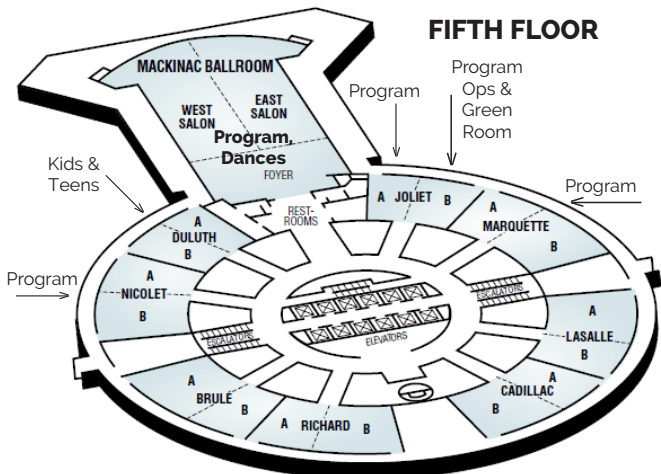 FIFTH FLOOR
MACKINAC BALLROOM
WEST
SALON
EAST
SALON
Program,
Dances
FOYER
Program
Program
Ops &
Green
Room
Kids &
Teens
Program
REST-
ROOMS
A JOLIET B
A
MARQUETTE
B
A
DULUTH
B
A
NICOLET
B
Program
ESCALATORS
ESCALATORS
ELEVATORS
A
LASALLE
B
A
CADILLAC
B
A
BRULÉ
B
A RICHARD B